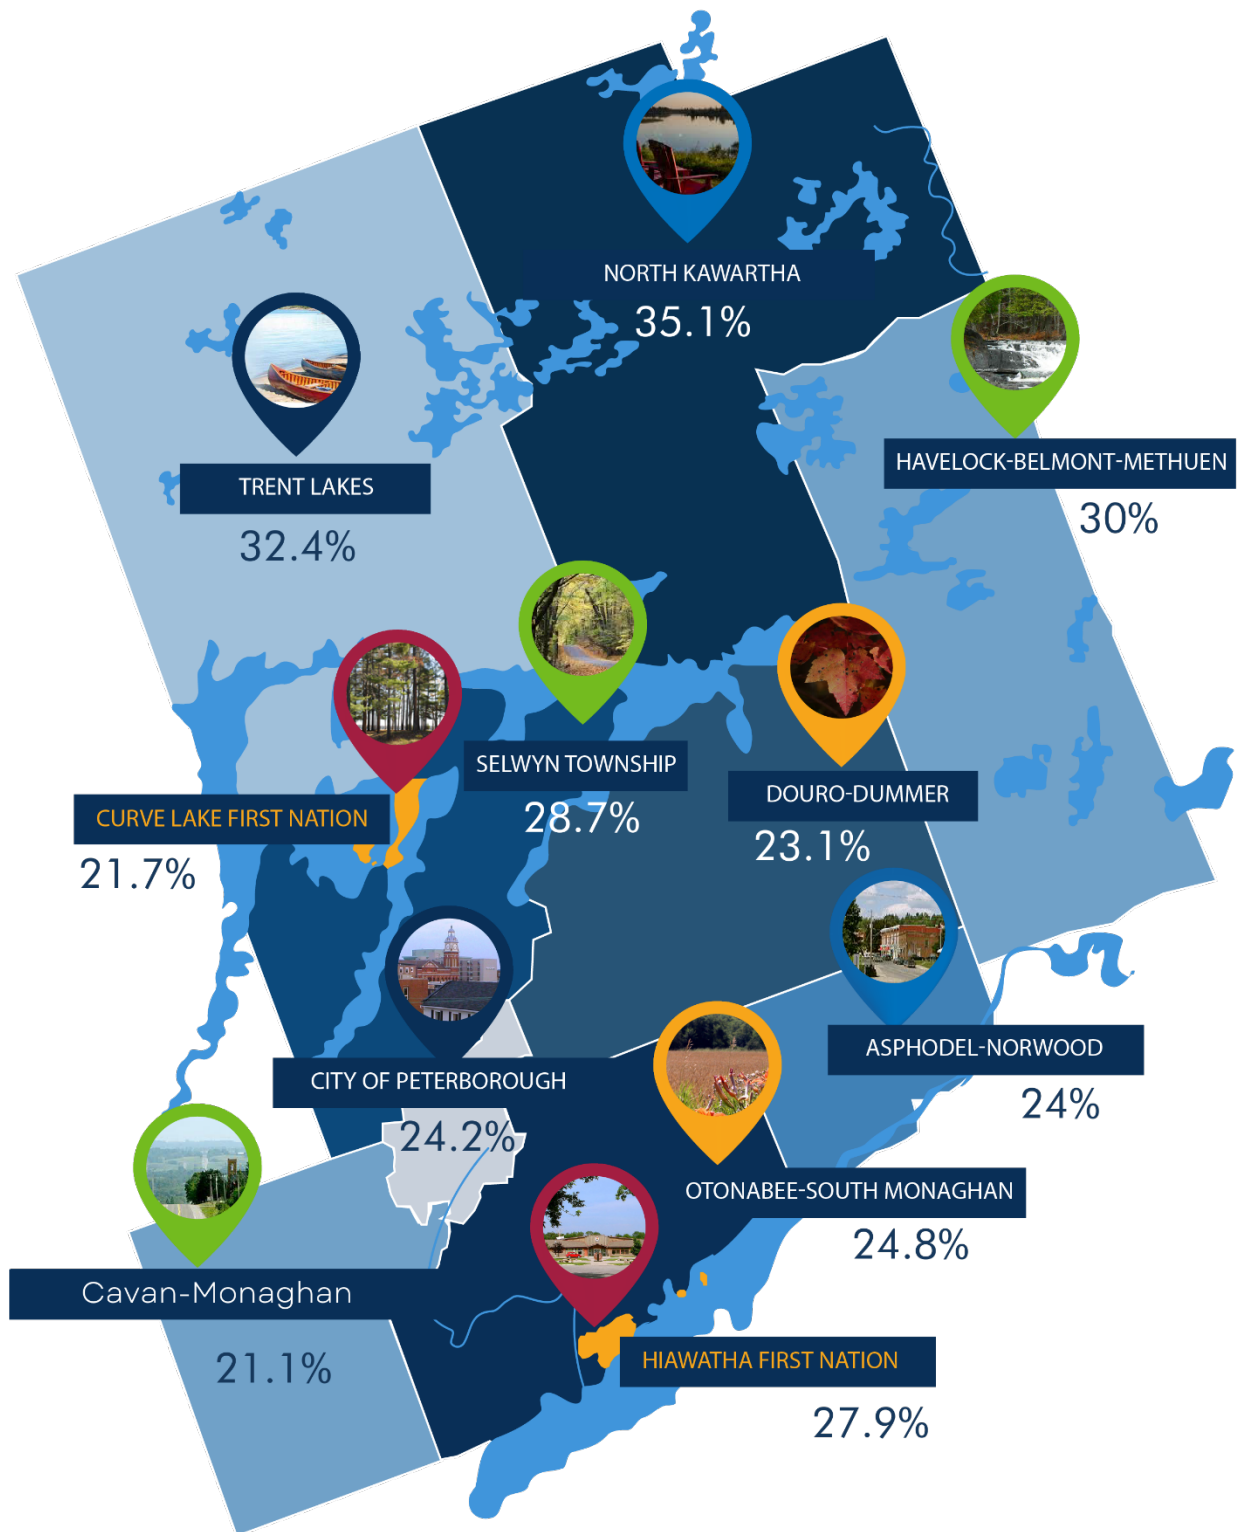 NORTH KAWARTHA
35.1%
HAVELOCK-BELMONT-METHUEN
30%
TRENT LAKES
32.4%
SELWYN TOWNSHIP
28.7%
DOURO-DUMMER
23.1%
CURVE LAKE FIRST NATION
21.7%
ASPHODEL-NORWOOD
24%
CITY OF PETERBOROUGH
24.2%
OTONABEE-SOUTH MONAGHAN
24.8%
Cavan-Monaghan
21.1%
HIAWATHA FIRST NATION
27.9%